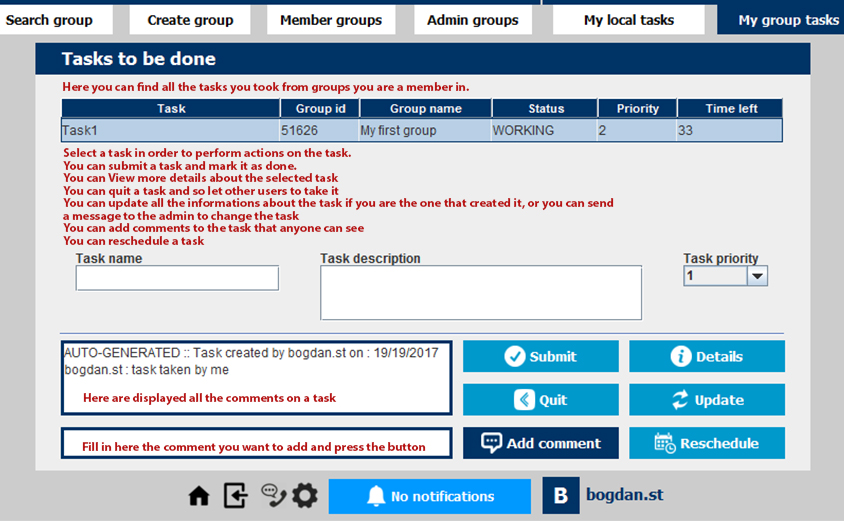 Search group Create group Member groups Admin groups My local tasks My group tasks
Tasks to be done
Here you can find all the tasks you took from groups you are a member in.
Task Group id Group name Status Priority Time left
Task1 51626 My first group WORKING 2 33
Select a task in order to perform actions on the task.
You can submit a task and mark it as done.
You can View more details about the selected task
You can quit a task and so let other users to take it
You can update all the informations about the task if you are the one that created it, or you can send
a message to the admin to change the task
You can add comments to the task that anyone can see
You can reschedule a task
Task name Task description Task priority
1
AUTO-GENERATED :: Task created by bogdan.st on : 19/19/2017
bogdan.st : task taken by me
Here are displayed all the comments on a task
Submit Details
Quit Update
Fill in here the comment you want to add and press the button
Add comment Reschedule
No notifications B bogdan.st